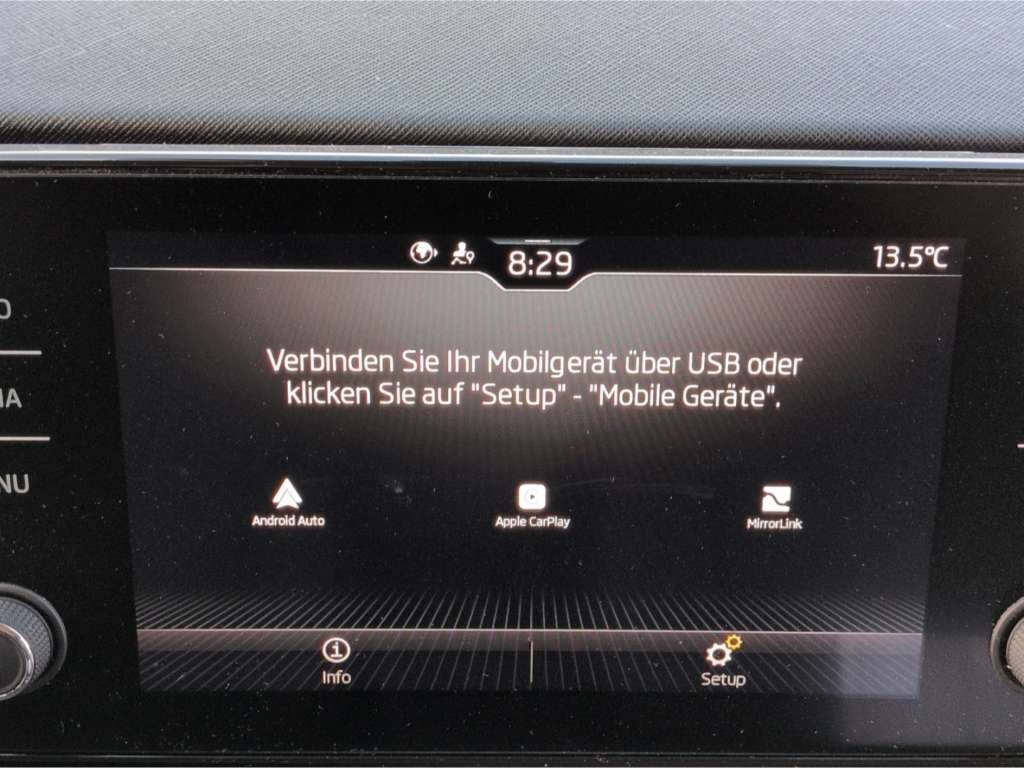 8:29
13.5°C
Verbinden Sie Ihr Mobilgerät über USB oder
klicken Sie auf "Setup" - "Mobile Geräte".
Android Auto
Apple CarPlay
MirrorLink
Info
Setup